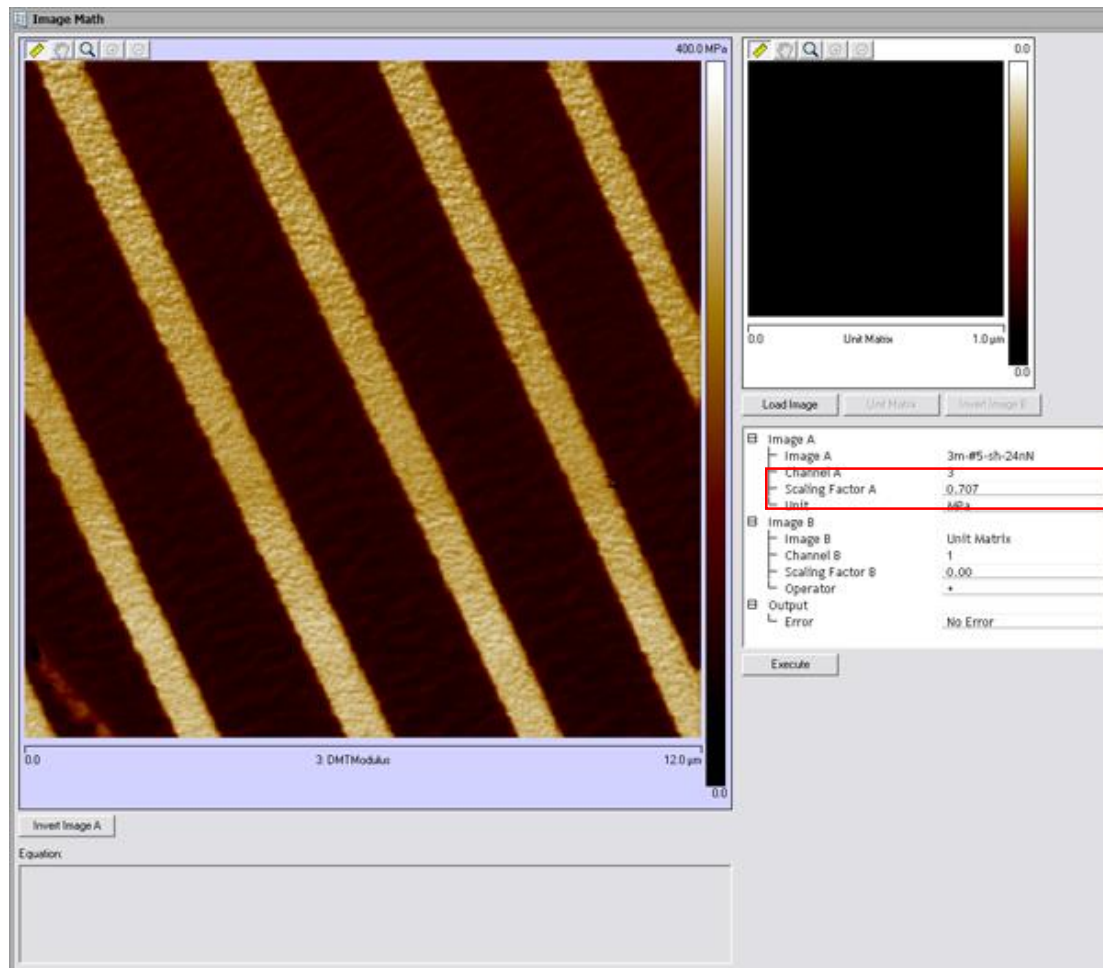 Image Math
400.0 MPa
0.0
3: DMTModulus
12.0 µm
0.0
Invert Image A
Equation:
0.0
0.0
Unit Matrix
1.0 µm
0.0
Load Image
Unit Matrix
Invert Image B
Image A
Image A 3m-#5-sh-24nN
Channel A 3
Scaling Factor A 0.707
Unit MPa
Image B
Image B Unit Matrix
Channel B 1
Scaling Factor B 0.00
Operator +
Output
Error No Error
Execute